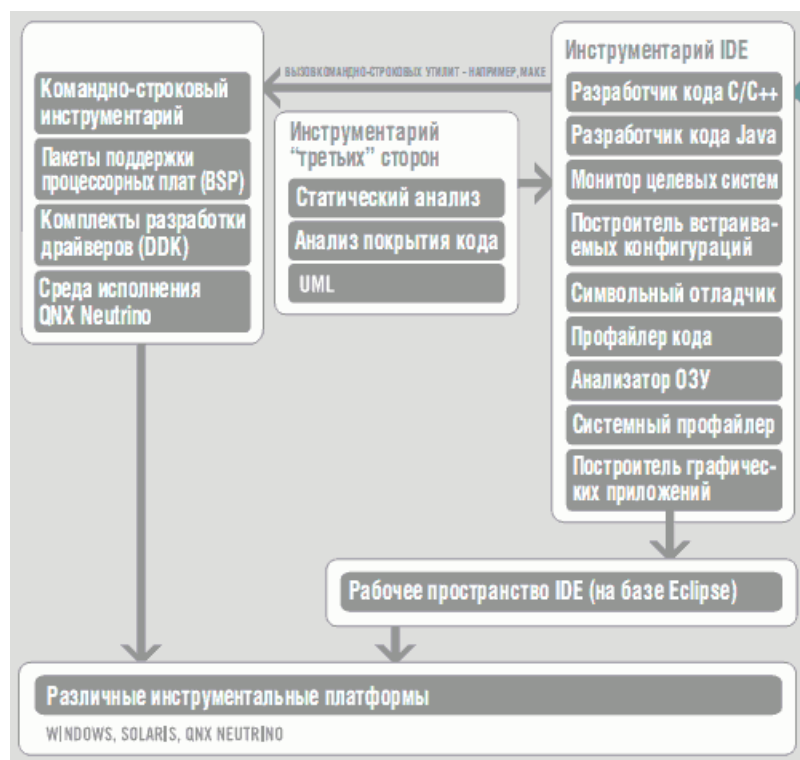 ВЫЗОВ КОМАНДНО-СТРОКОВЫХ УТИЛИТ - НАПРИМЕР, MAKE
Командно-строковый
инструментарий
Пакеты поддержки
процессорных плат (BSP)
Комплекты разработки
драйверов (DDK)
Среда исполнения
QNX Neutrino
Инструментарий
“третьих” сторон
Статический анализ
Анализ покрытия кода
UML
Инструментарий IDE
Разработчик кода C/C++
Разработчик кода Java
Монитор целевых систем
Построитель встраива-
емых конфигураций
Символьный отладчик
Профайлер кода
Анализатор ОЗУ
Системный профайлер
Построитель графичес-
ких приложений
Рабочее пространство IDE (на базе Eclipse)
Различные инструментальные платформы
WINDOWS, SOLARIS, QNX NEUTRINO